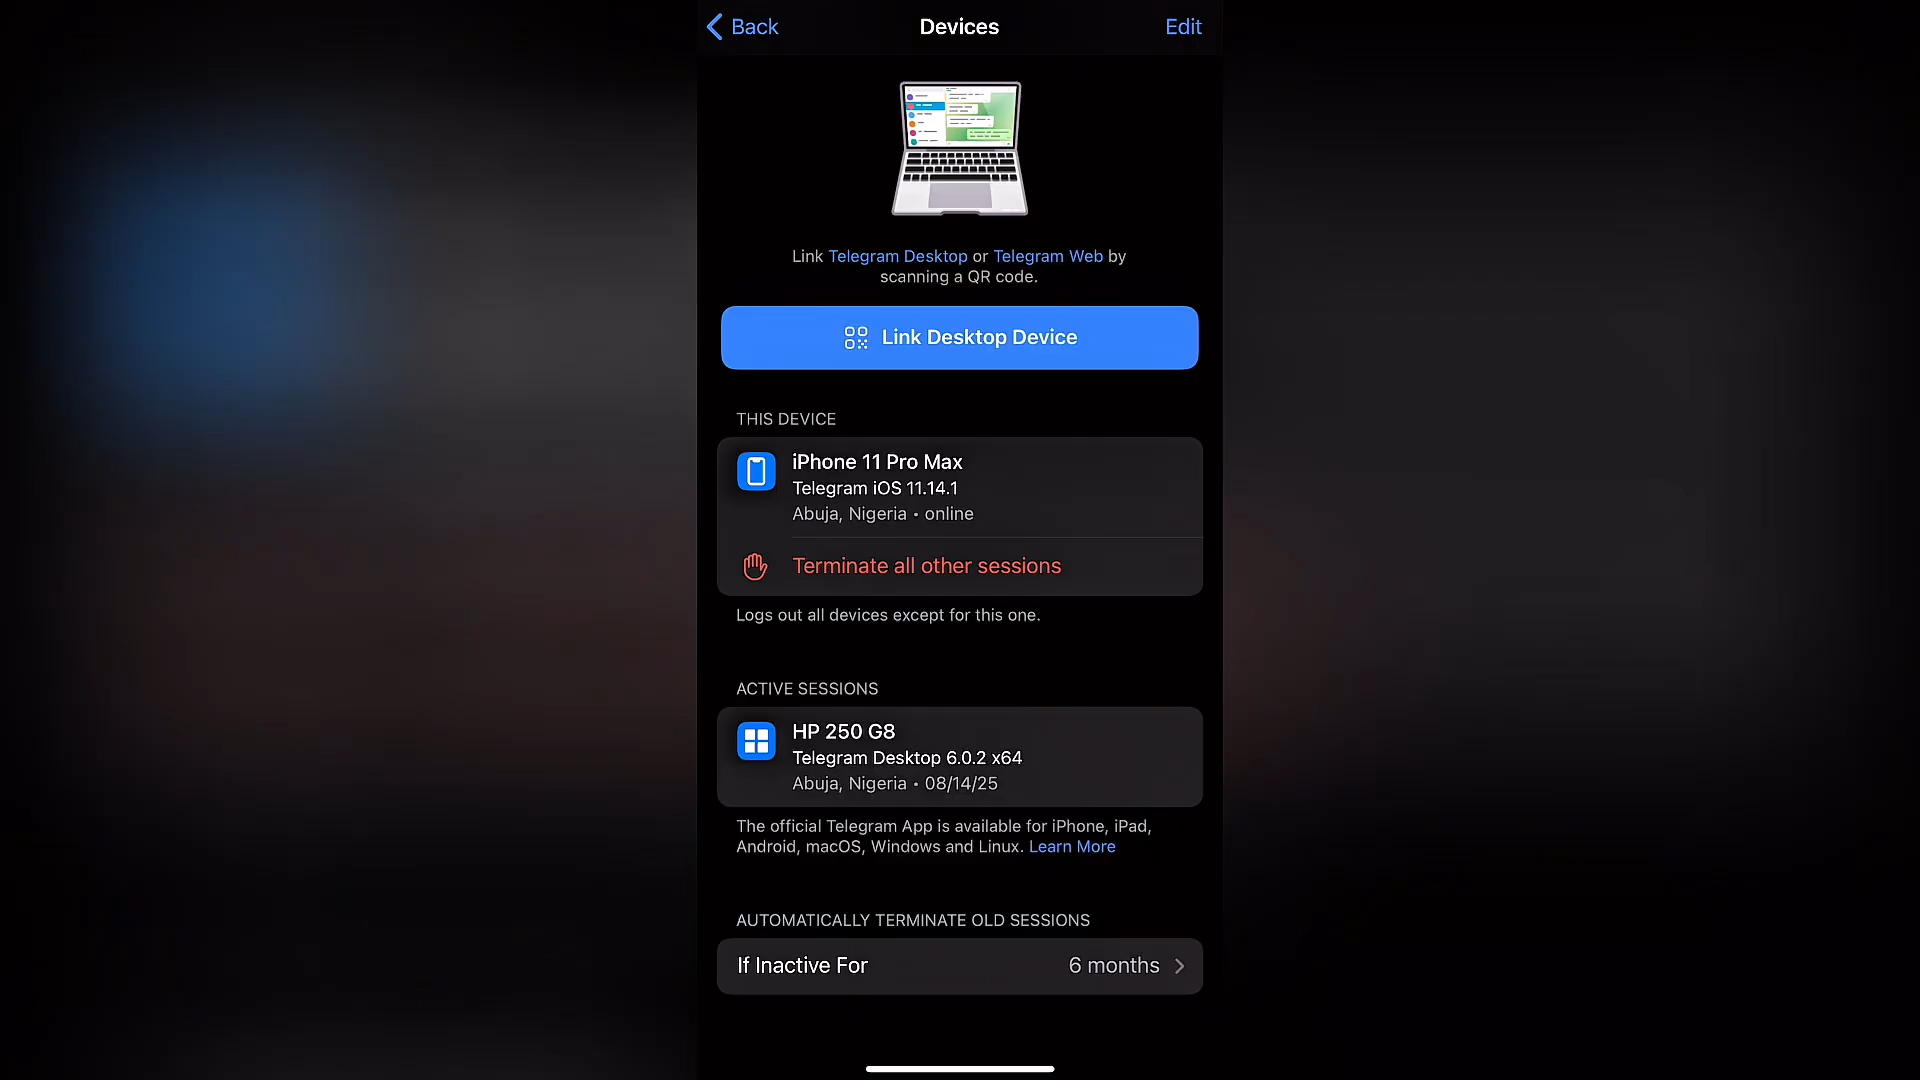 Back
Devices
Edit
Link Telegram Desktop or Telegram Web by
scanning a QR code.
Link Desktop Device
THIS DEVICE
iPhone 11 Pro Max
Telegram iOS 11.14.1
Abuja, Nigeria • online
Terminate all other sessions
Logs out all devices except for this one.
ACTIVE SESSIONS
HP 250 G8
Telegram Desktop 6.0.2 x64
Abuja, Nigeria • 08/14/25
The official Telegram App is available for iPhone, iPad,
Android, macOS, Windows and Linux. Learn More
AUTOMATICALLY TERMINATE OLD SESSIONS
If Inactive For
6 months